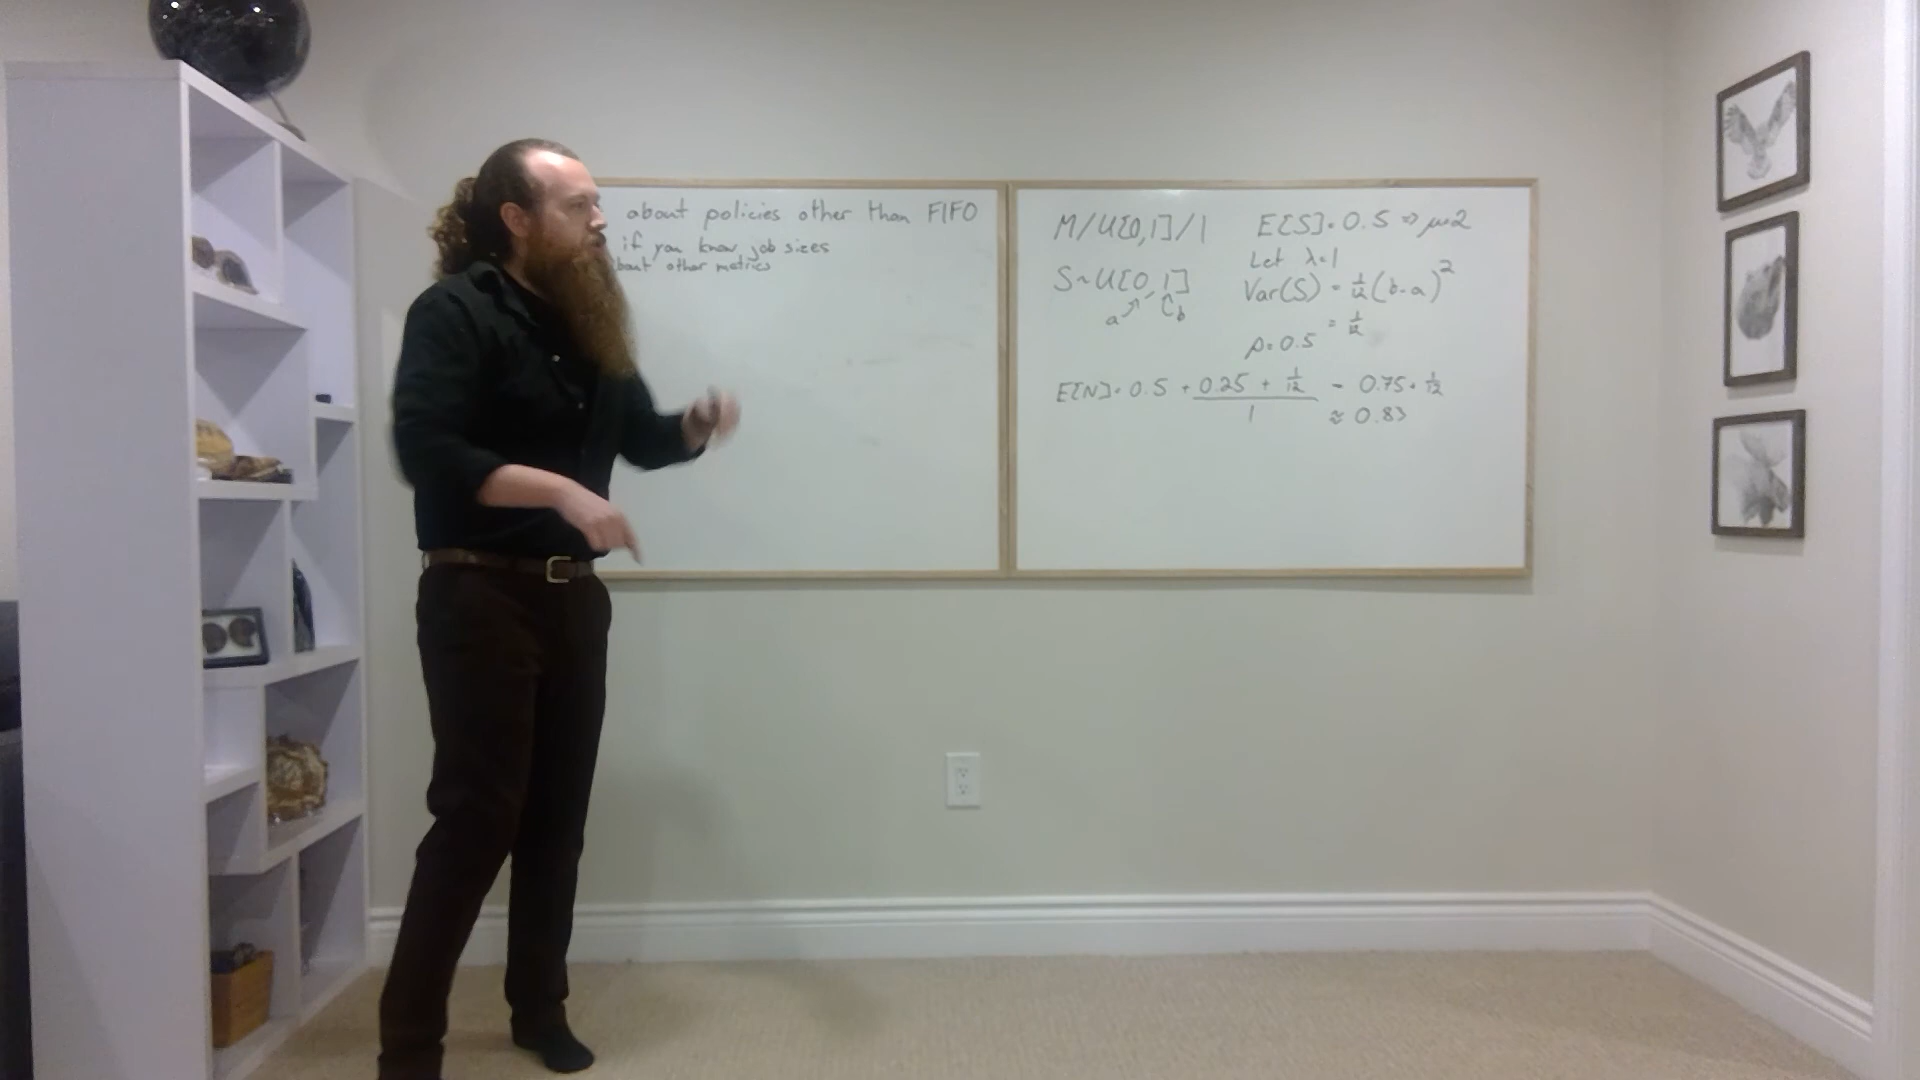 about policies other than FIFO
if you know job sizes
bout other metrics
M/U[0,1]/1
E[S]=0.5 => μ=2
Let λ=1
S~U[0,1]
a b
Var(S) = 1/12 (b-a)^2
= 1/12
ρ=0.5
E[N]= 0.5 + (0.25 + 1/12)/1 = 0.75 + 1/12
≈ 0.83